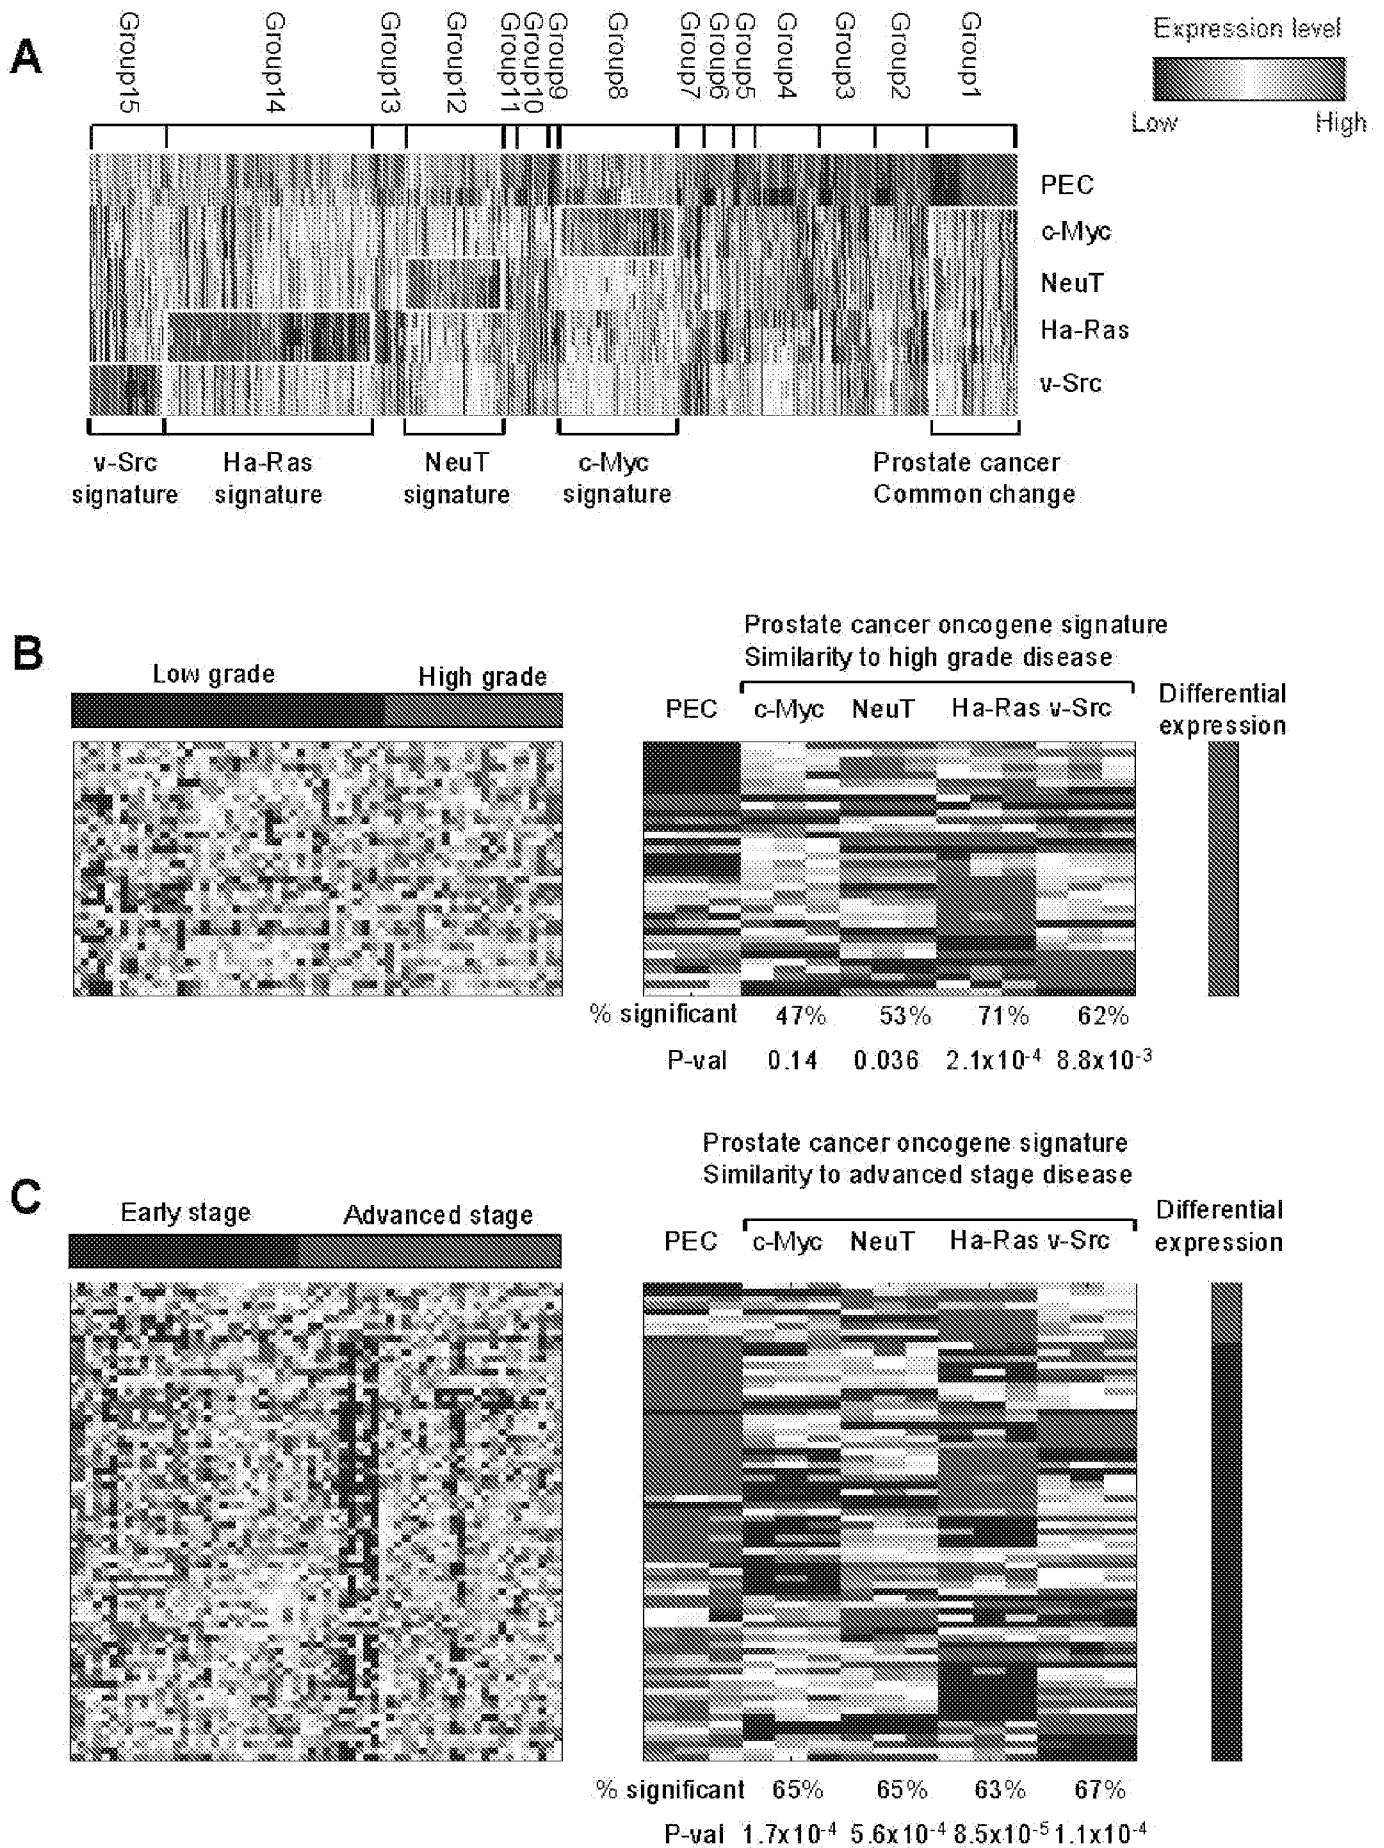 A
Group15 Group14 Group13 Group12 Group11 Group10 Group9 Group8 Group7 Group6 Group5 Group4 Group3 Group2 Group1
Expression level
Low High
PEC
c-Myc
NeuT
Ha-Ras
v-Src
v-Src Ha-Ras NeuT c-Myc Prostate cancer
signature signature signature signature Common change
B
Prostate cancer oncogene signature
Similarity to high grade disease
Low grade High grade
PEC c-Myc NeuT Ha-Ras v-Src
Differential
expression
% significant 47% 53% 71% 62%
P-val 0.14 0.036 2.1x10-4 8.8x10-3
C
Prostate cancer oncogene signature
Similarity to advanced stage disease
Early stage Advanced stage
PEC c-Myc NeuT Ha-Ras v-Src
Differential
expression
% significant 65% 65% 63% 67%
P-val 1.7x10-4 5.6x10-4 8.5x10-5 1.1x10-4